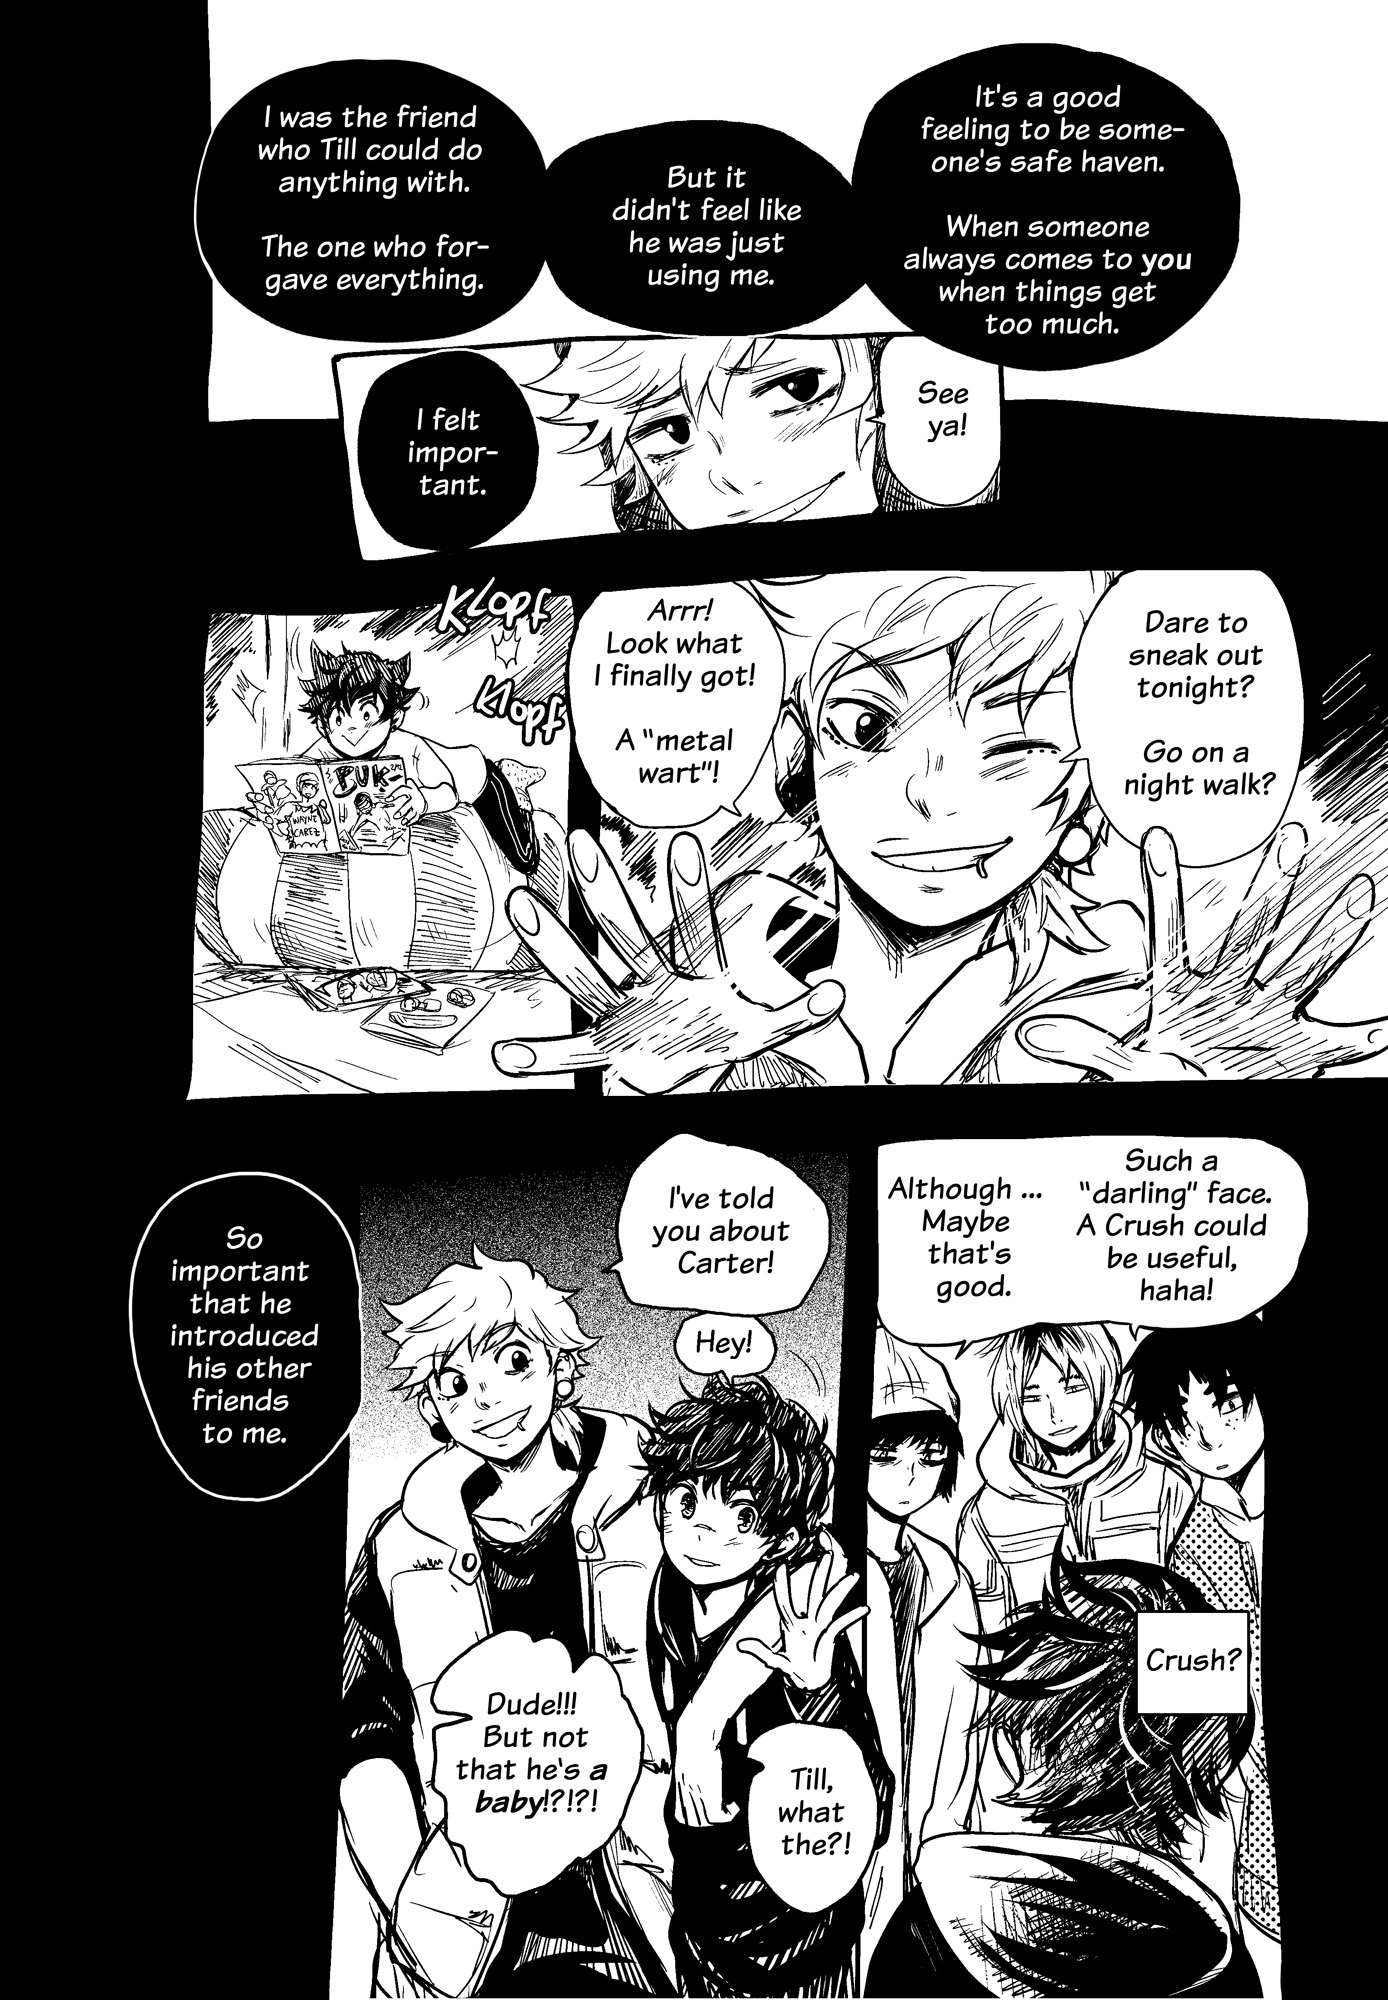 I was the friend
who Till could do
anything with.
The one who for-
gave everything.
But it
didn't feel like
he was just
using me.
It's a good
feeling to be some-
one's safe haven.
When someone
always comes to you
when things get
too much.
I felt
impor-
tant.
See
ya!
Klopf
Klopf
BUK-
WAYNE
CAREZ
Arrr!
Look what
I finally got!
A "metal
wart"!
Dare to
sneak out
tonight?
Go on a
night walk?
So
important
that he
introduced
his other
friends
to me.
I've told
you about
Carter!
Hey!
Dude!!!
But not
that he's a
baby!?!?!
Till,
what
the?!
Although ...
Maybe
that's
good.
Such a
"darling" face.
A Crush could
be useful,
haha!
Crush?